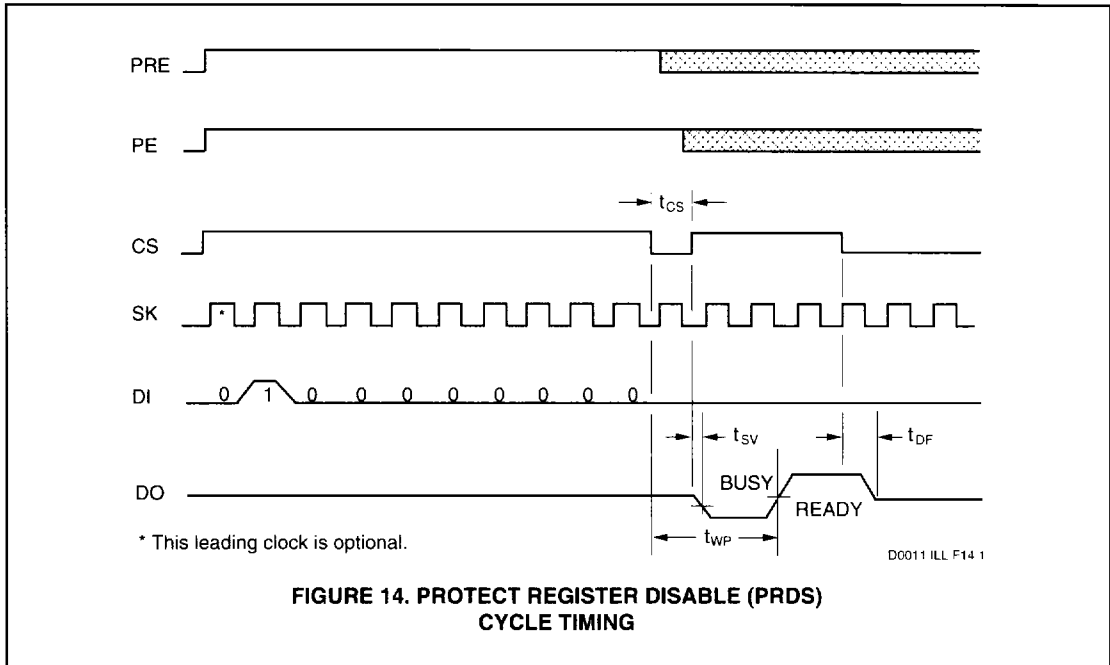 PRE
PE
t_CS
CS
SK *
DI 0 1 0 0 0 0 0 0 0 0
t_SV t_DF
BUSY
DO
READY
t_WP
* This leading clock is optional.
D0011 ILL F14 1
FIGURE 14. PROTECT REGISTER DISABLE (PRDS)
CYCLE TIMING